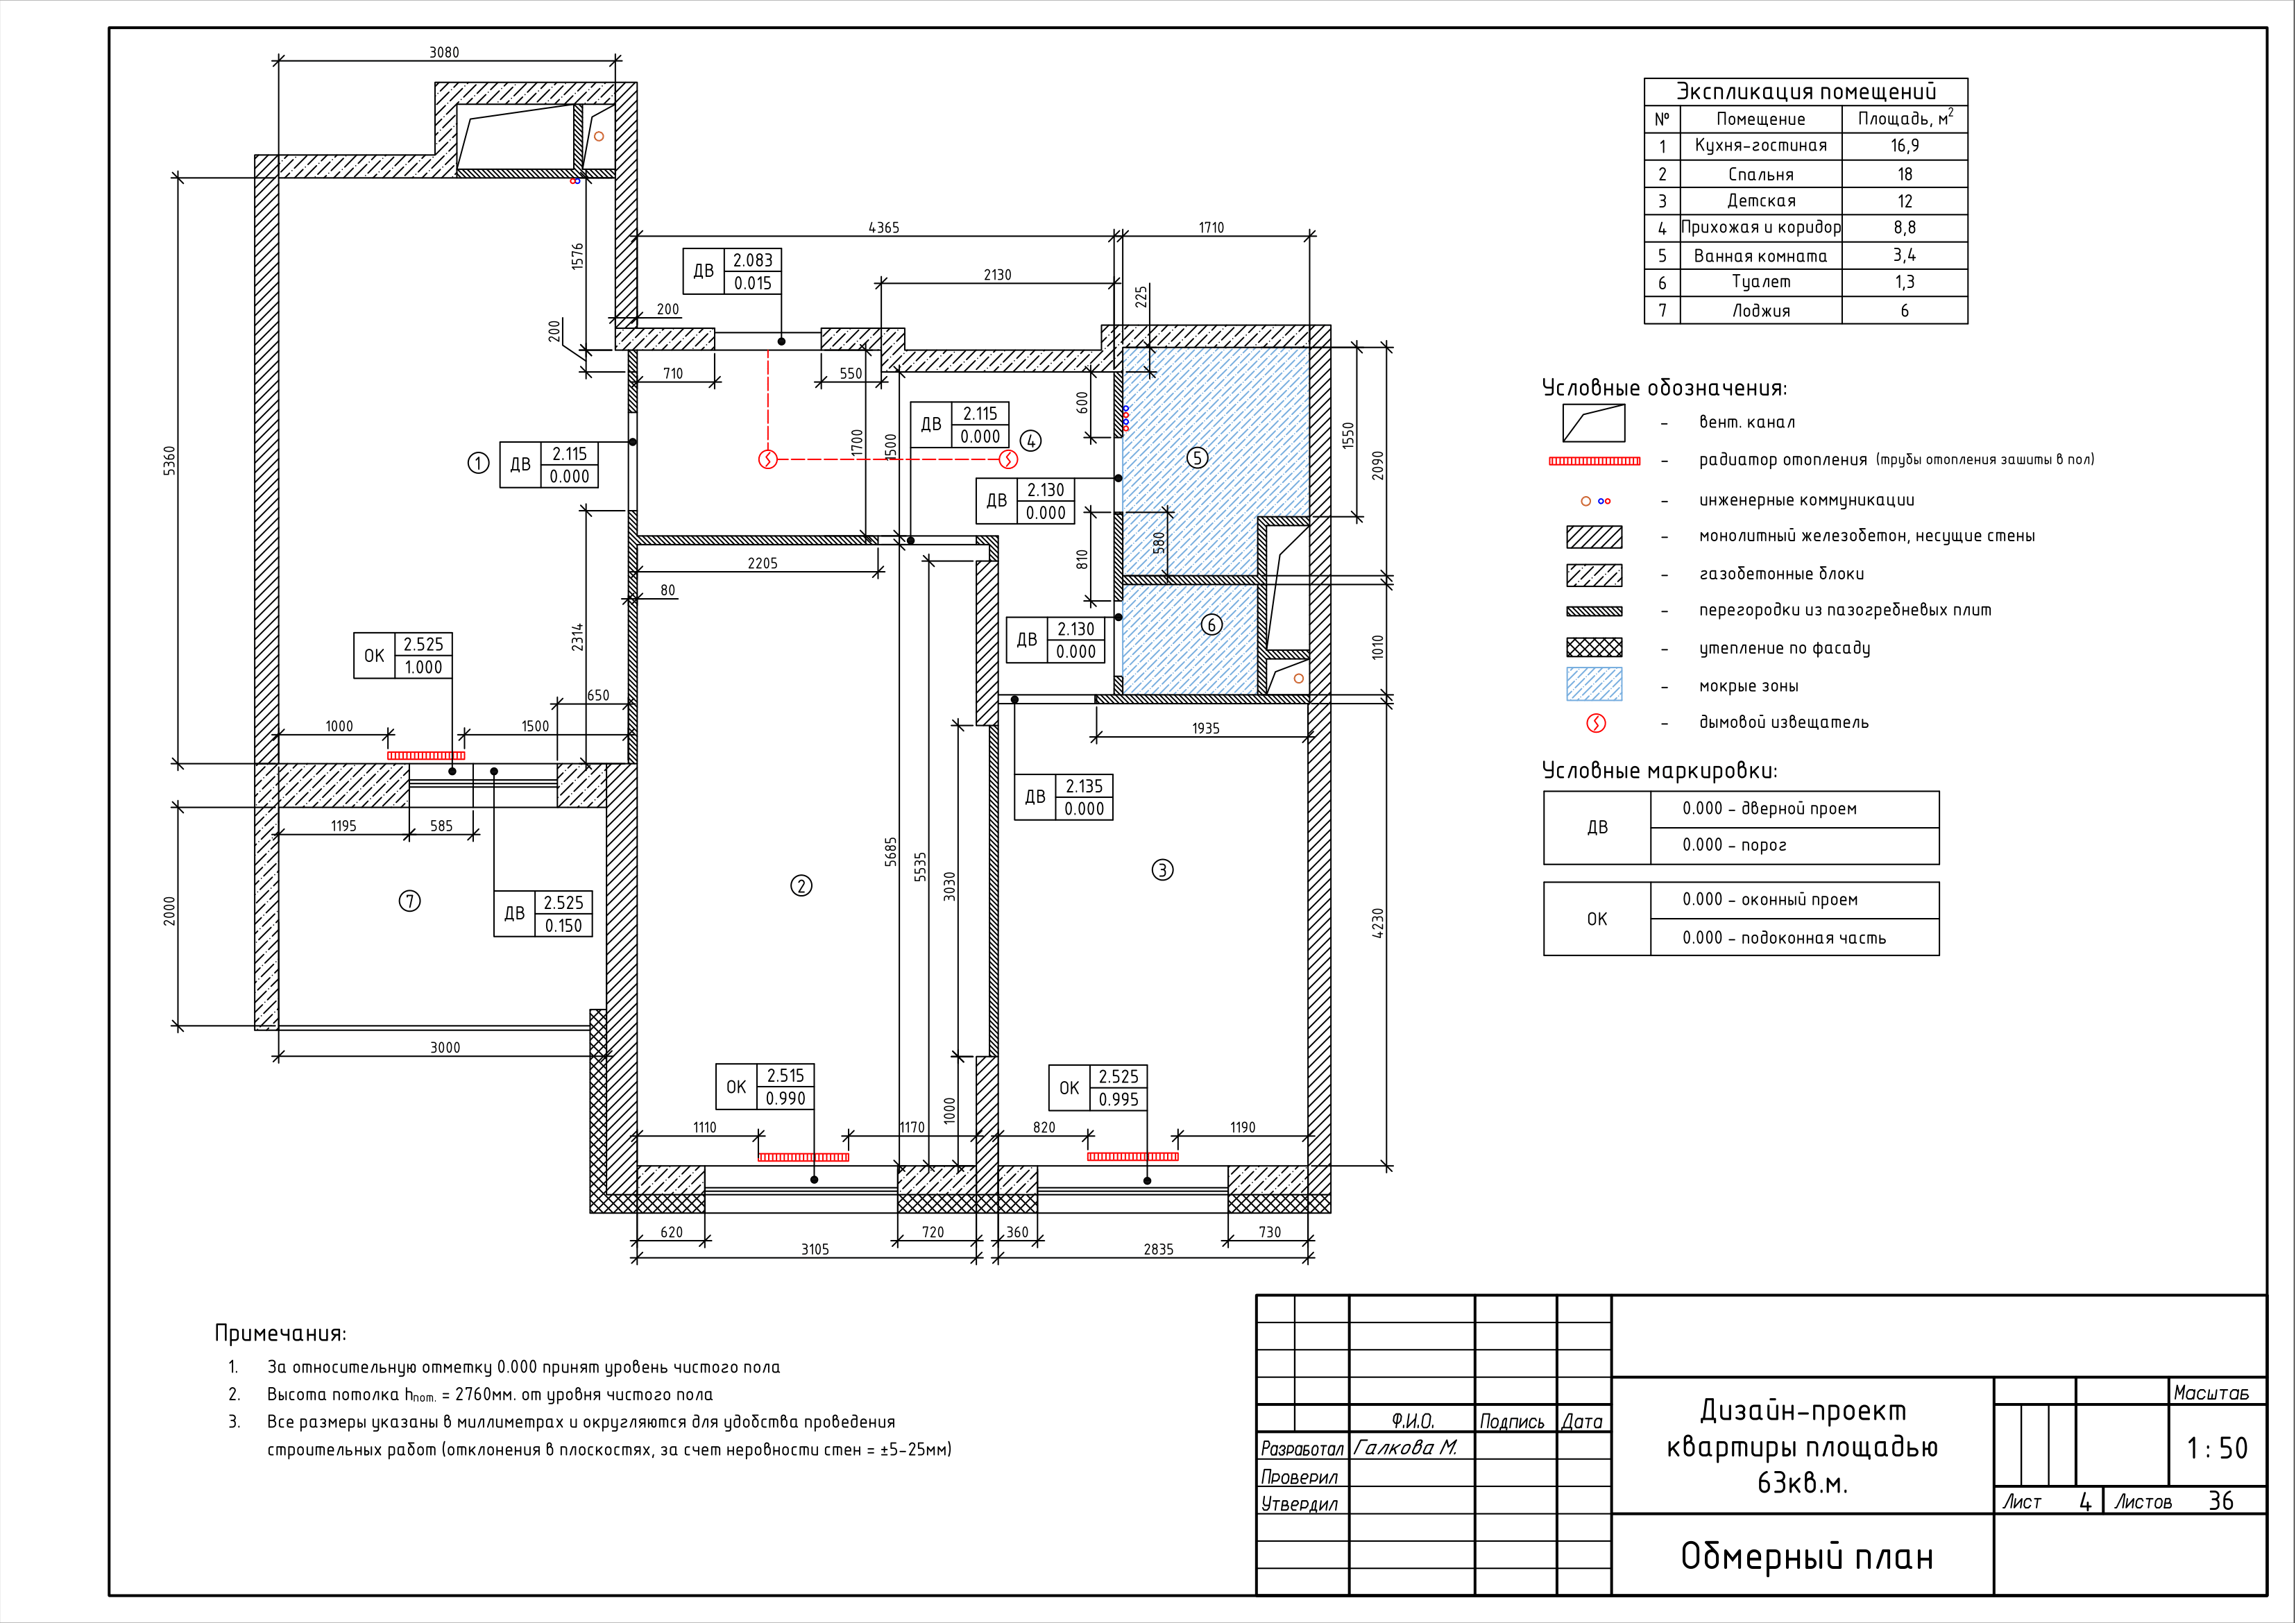 3080
4365
1710
2130
225
1576
200
200
710
550
ДВ
2.083
0.015
ДВ
2.115
0.000
4
ДВ
2.115
0.000
1
1700
1500
600
5
1550
2090
5360
ДВ
2.130
0.000
810
580
2205
80
6
ДВ
2.130
0.000
1010
2314
ОК
2.525
1.000
650
1000
1500
1935
ДВ
2.135
0.000
1195
585
5685
5535
3030
2
3
4230
7
2000
ДВ
2.525
0.150
3000
ОК
2.515
0.990
ОК
2.525
0.995
1000
1110
1170
820
1190
620
720
360
730
3105
2835
Экспликация помещений
№ Помещение Площадь, м2
1 Кухня-гостиная 16,9
2 Спальня 18
3 Детская 12
4 Прихожая и коридор 8,8
5 Ванная комната 3,4
6 Туалет 1,3
7 Лоджия 6
Условные обозначения:
– вент. канал
– радиатор отопления (трубы отопления зашиты в пол)
– инженерные коммуникации
– монолитный железобетон, несущие стены
– газобетонные блоки
– перегородки из пазогребневых плит
– утепление по фасаду
– мокрые зоны
– дымовой извещатель
Условные маркировки:
ДВ
0.000 – дверной проем
0.000 – порог
ОК
0.000 – оконный проем
0.000 – подоконная часть
Примечания:
1. За относительную отметку 0.000 принят уровень чистого пола
2. Высота потолка hпот. = 2760мм. от уровня чистого пола
3. Все размеры указаны в миллиметрах и округляются для удобства проведения
строительных работ (отклонения в плоскостях, за счет неровности стен = ±5-25мм)
Ф.И.О. Подпись Дата
Разработал Галкова М.
Проверил
Утвердил
Дизайн-проект
квартиры площадью
63кв.м.
Масштаб
1 : 50
Лист 4 Листов 36
Обмерный план